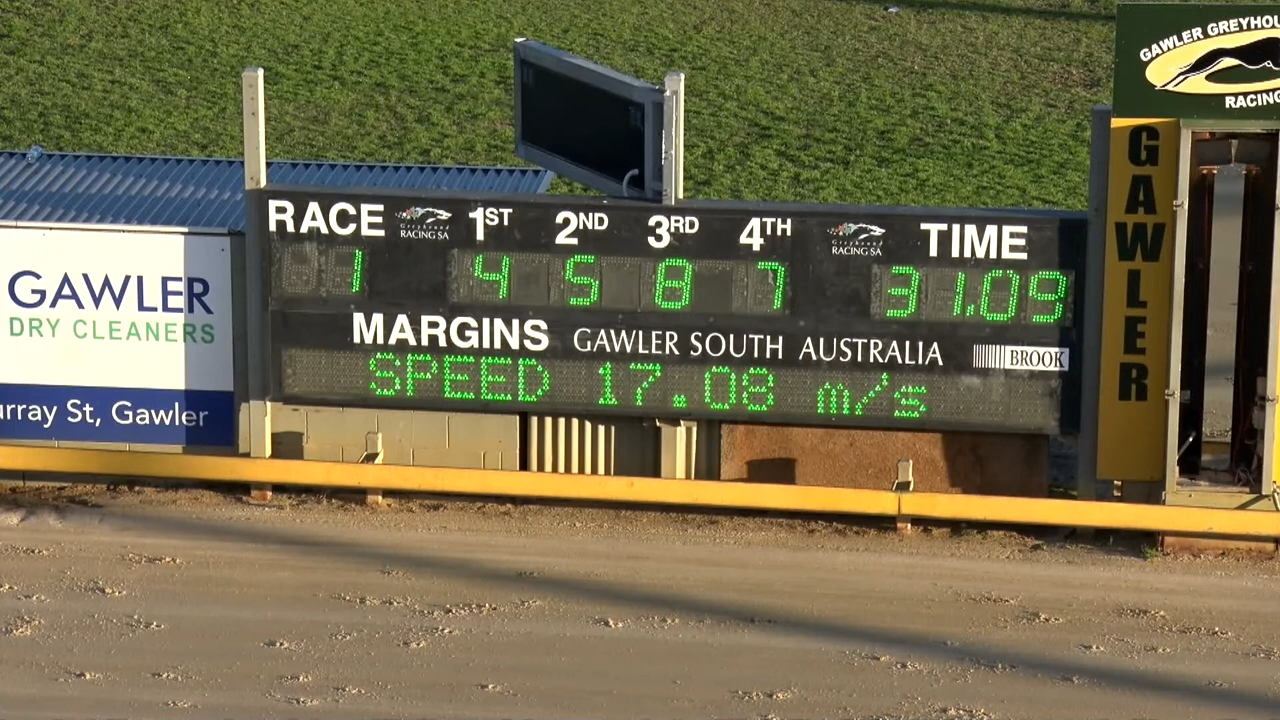 GAWLER GREYHOU
RACING
GAWLER
RACE 1ST 2ND 3RD 4TH TIME
Greyhound
RACING SA
Greyhound
RACING SA
1 4 5 8 7 31.09
MARGINS GAWLER SOUTH AUSTRALIA BROOK
SPEED 17.08 m/s
GAWLER
DRY CLEANERS
urray St, Gawler